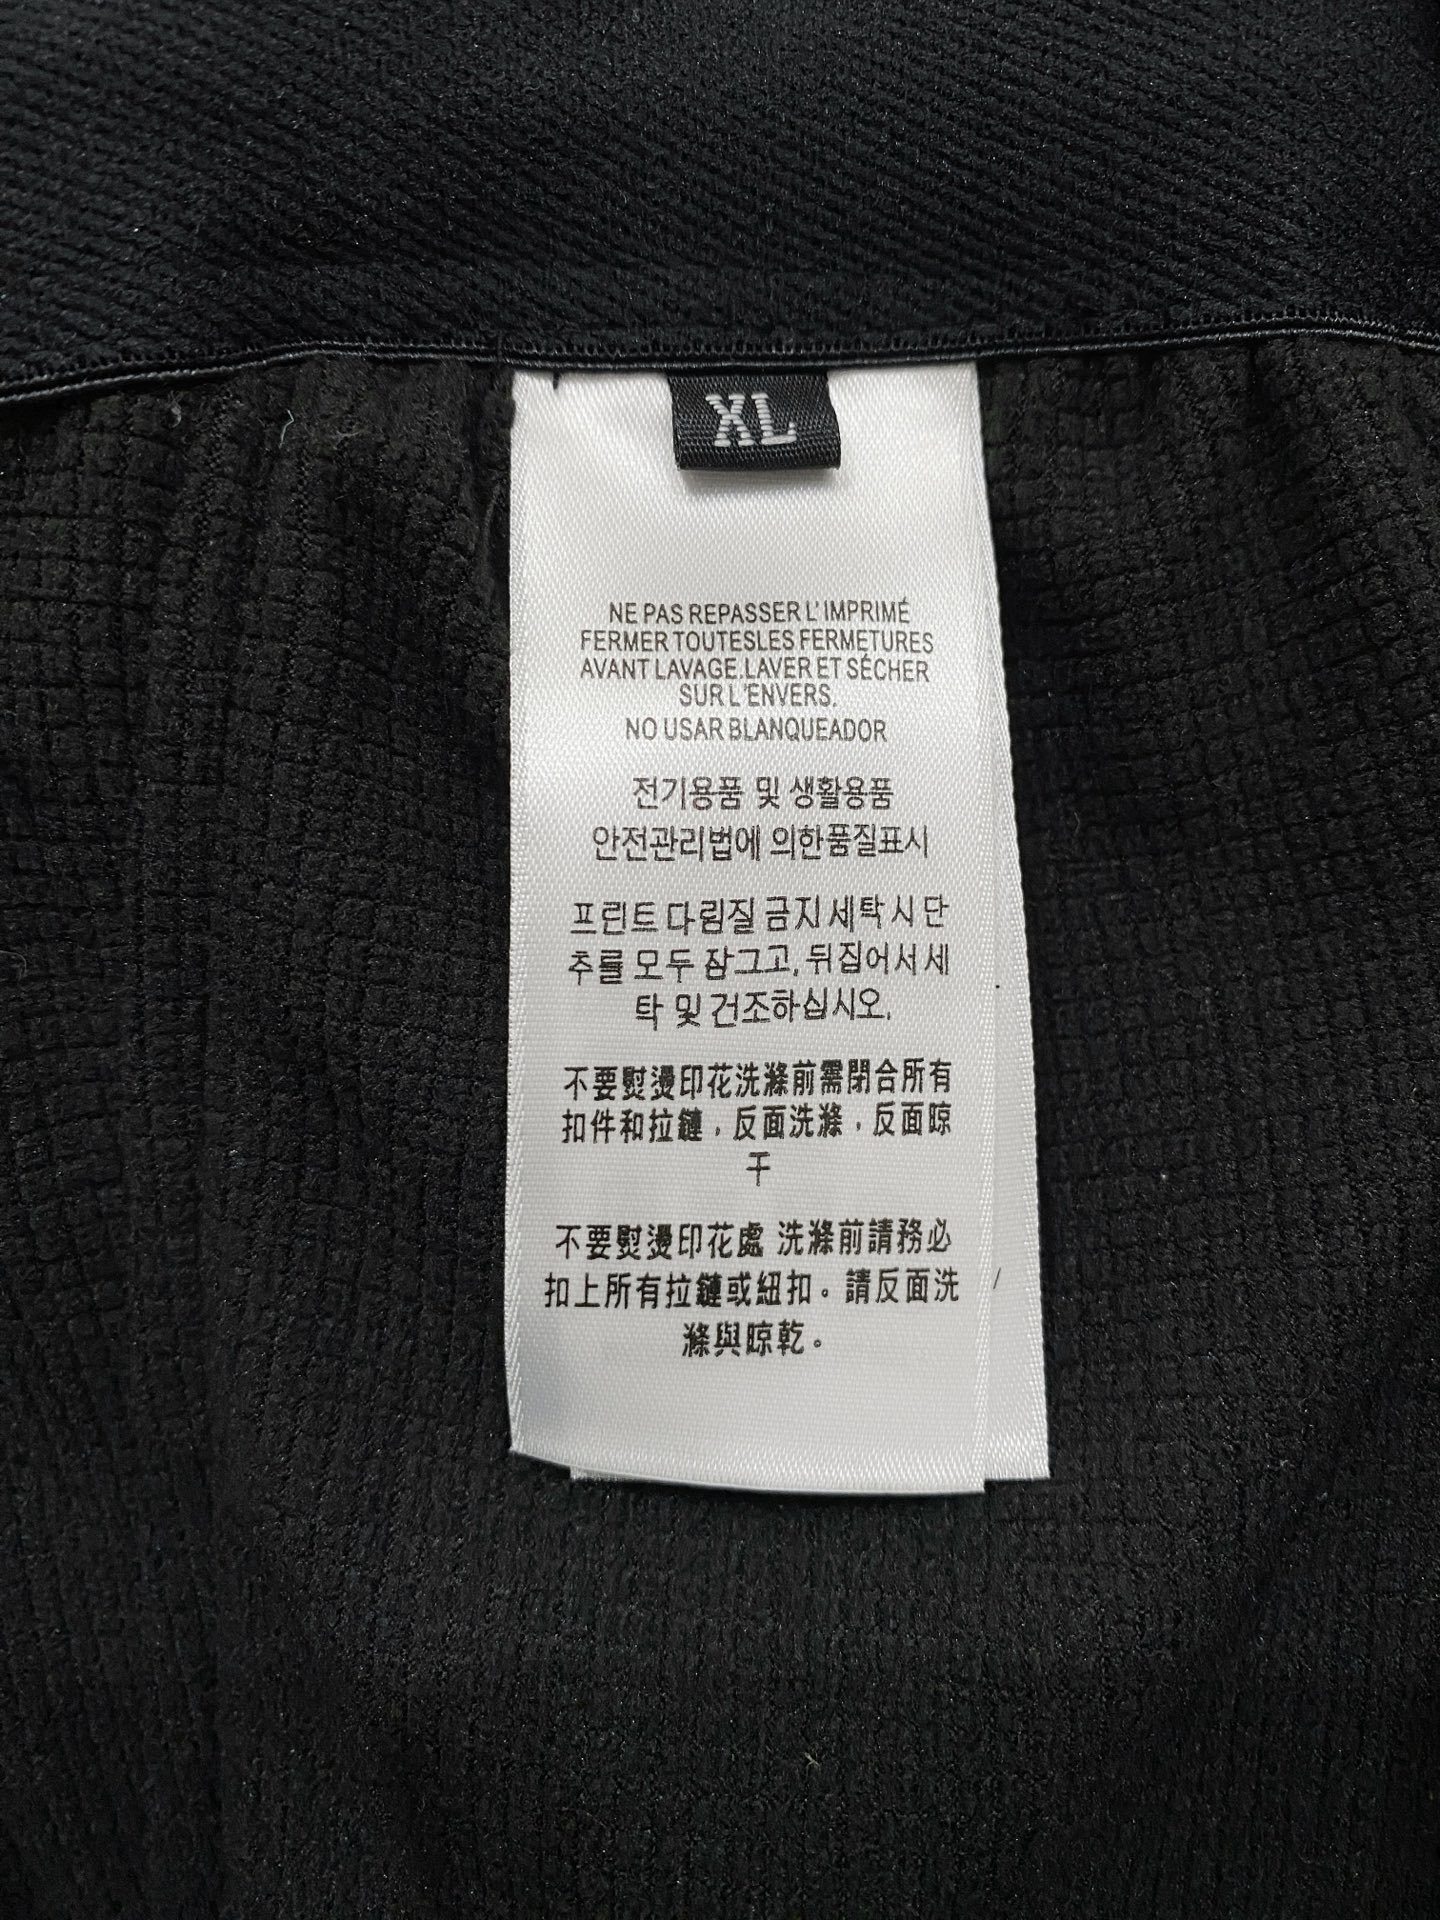 XL
NE PAS REPASSER L'IMPRIMÉ
FERMER TOUTESLES FERMETURES
AVANT LAVAGE.LAVER ET SÉCHER
SUR L'ENVERS.
NO USAR BLANQUEADOR
전기용품 및 생활용품
안전관리법에 의한품질표시
프린트 다림질 금지세탁시 단
추를 모두 잠그고, 뒤집어서세
탁 및 건조하십시오.
不要熨燙印花洗滌前需閉合所有
扣件和拉鏈，反面洗滌，反面晾
干
不要熨燙印花處 洗滌前請務必
扣上所有拉鏈或紐扣。請反面洗
滌與晾乾。